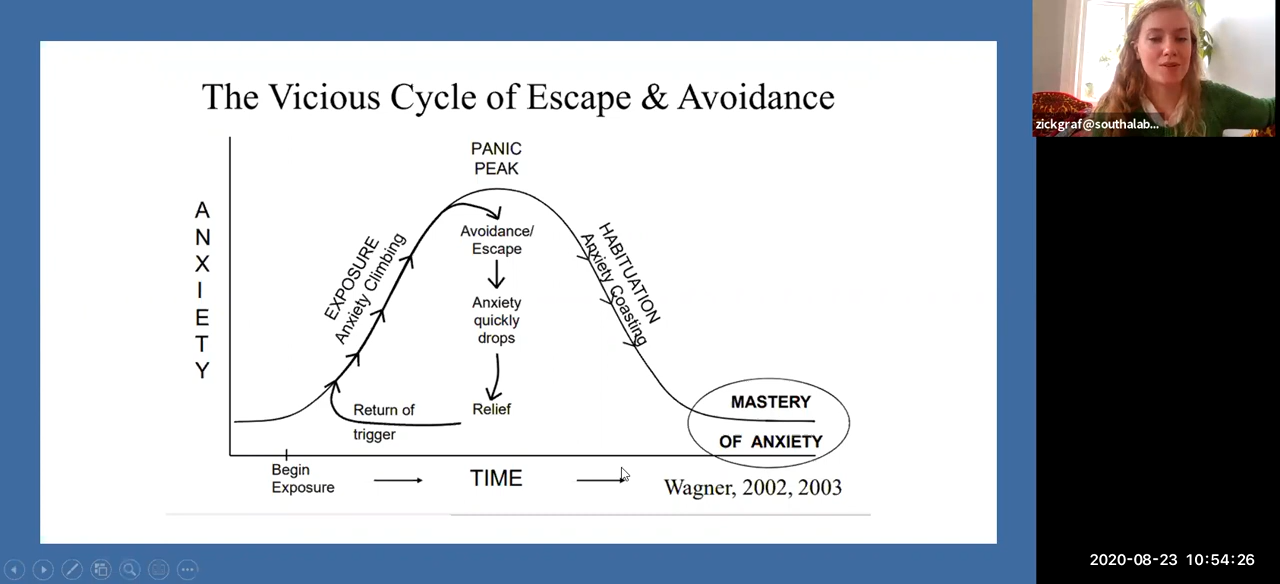 The Vicious Cycle of Escape & Avoidance
PANIC
PEAK
ANXIETY
EXPOSURE
Anxiety Climbing
Avoidance/
Escape
Anxiety
quickly
drops
Relief
Return of
trigger
HABITUATION
Anxiety Coasting
MASTERY
OF ANXIETY
Begin
Exposure
TIME
Wagner, 2002, 2003
zickgraf@southalab...
2020-08-23 10:54:26